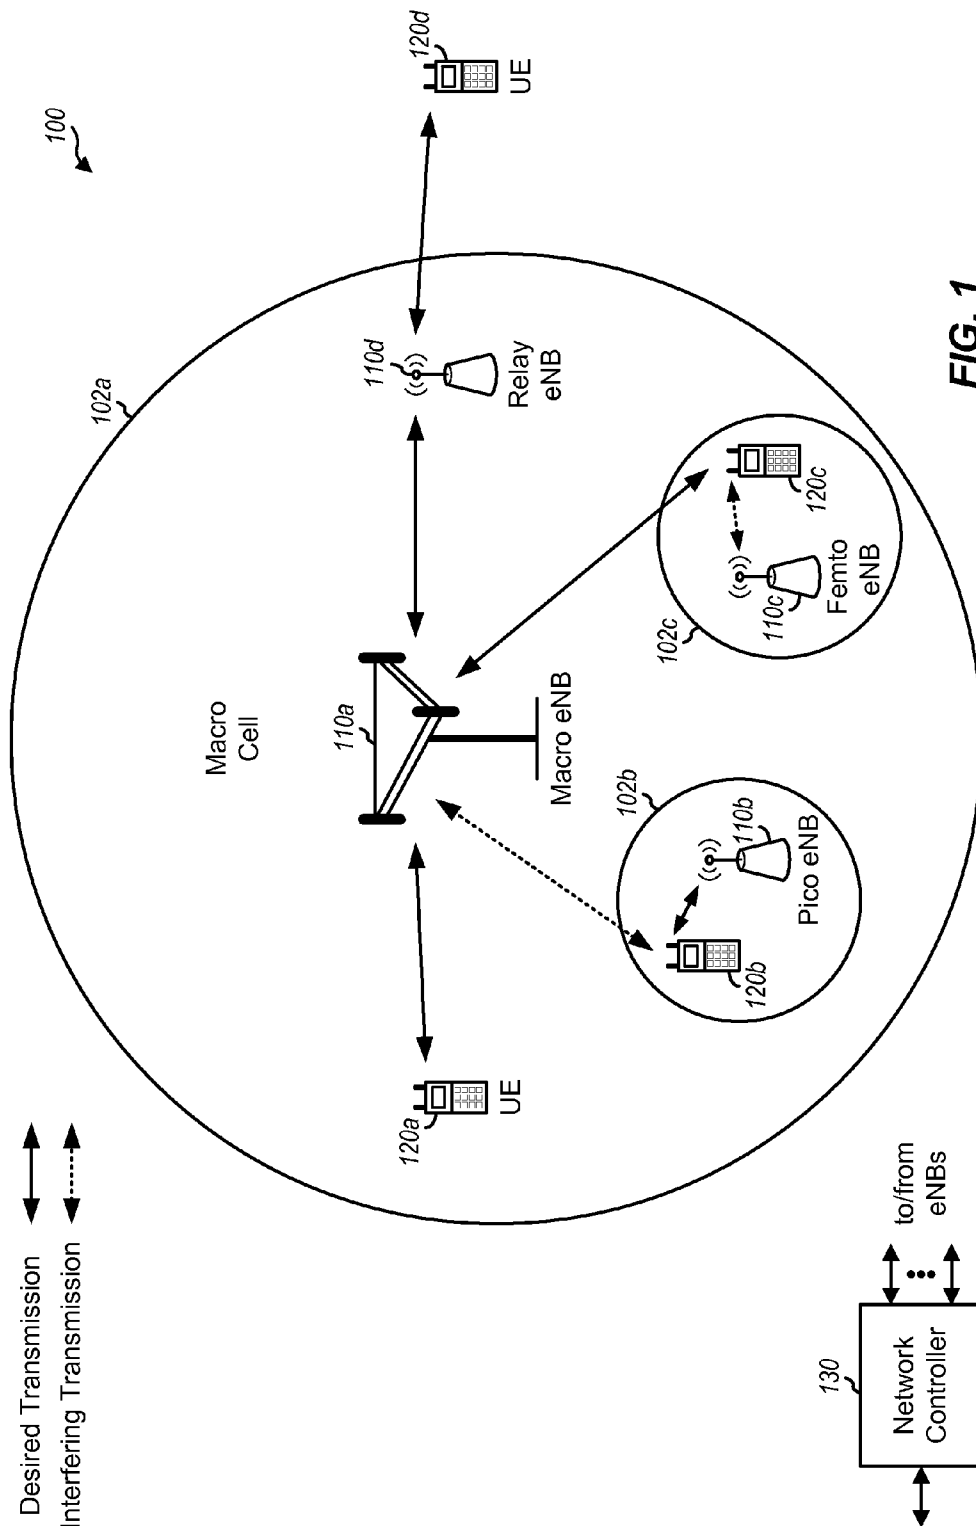 Desired Transmission
Interfering Transmission
100
102a
Macro
Cell
110a
110d
120a
120d
UE
UE
Relay
eNB
Macro eNB
102b
102c
110b
120b
110c
Pico eNB
120c
Femto
eNB
130
Network
Controller
to/from
eNBs
FIG. 1